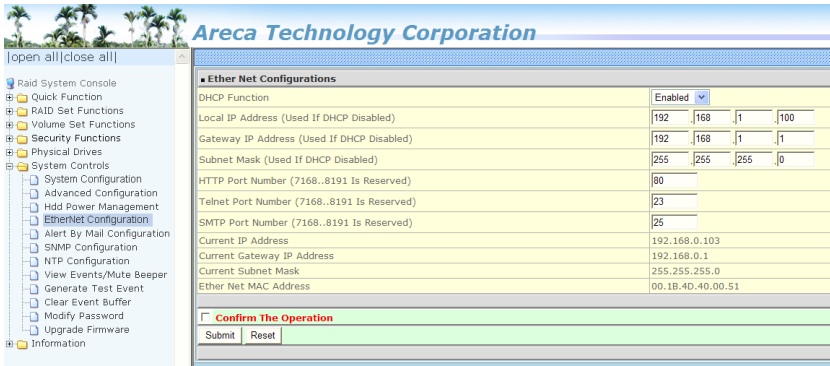 Areca Technology Corporation
|open all|close all|
Raid System Console
Quick Function
RAID Set Functions
Volume Set Functions
Security Functions
Physical Drives
System Controls
System Configuration
Advanced Configuration
Hdd Power Management
EtherNet Configuration
Alert By Mail Configuration
SNMP Configuration
NTP Configuration
View Events/Mute Beeper
Generate Test Event
Clear Event Buffer
Modify Password
Upgrade Firmware
Information
Ether Net Configurations
DHCP Function Enabled
Local IP Address (Used If DHCP Disabled) 192 .168 .1 .100
Gateway IP Address (Used If DHCP Disabled) 192 .168 .1 .1
Subnet Mask (Used If DHCP Disabled) 255 .255 .255 .0
HTTP Port Number (7168..8191 Is Reserved) 80
Telnet Port Number (7168..8191 Is Reserved) 23
SMTP Port Number (7168..8191 Is Reserved) 25
Current IP Address 192.168.0.103
Current Gateway IP Address 192.168.0.1
Current Subnet Mask 255.255.255.0
Ether Net MAC Address 00.1B.4D.40.00.51
Confirm The Operation
Submit Reset